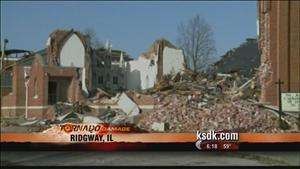 TORNADO DAMAGE
ksdk.com
RIDGWAY, IL
6:18 59°